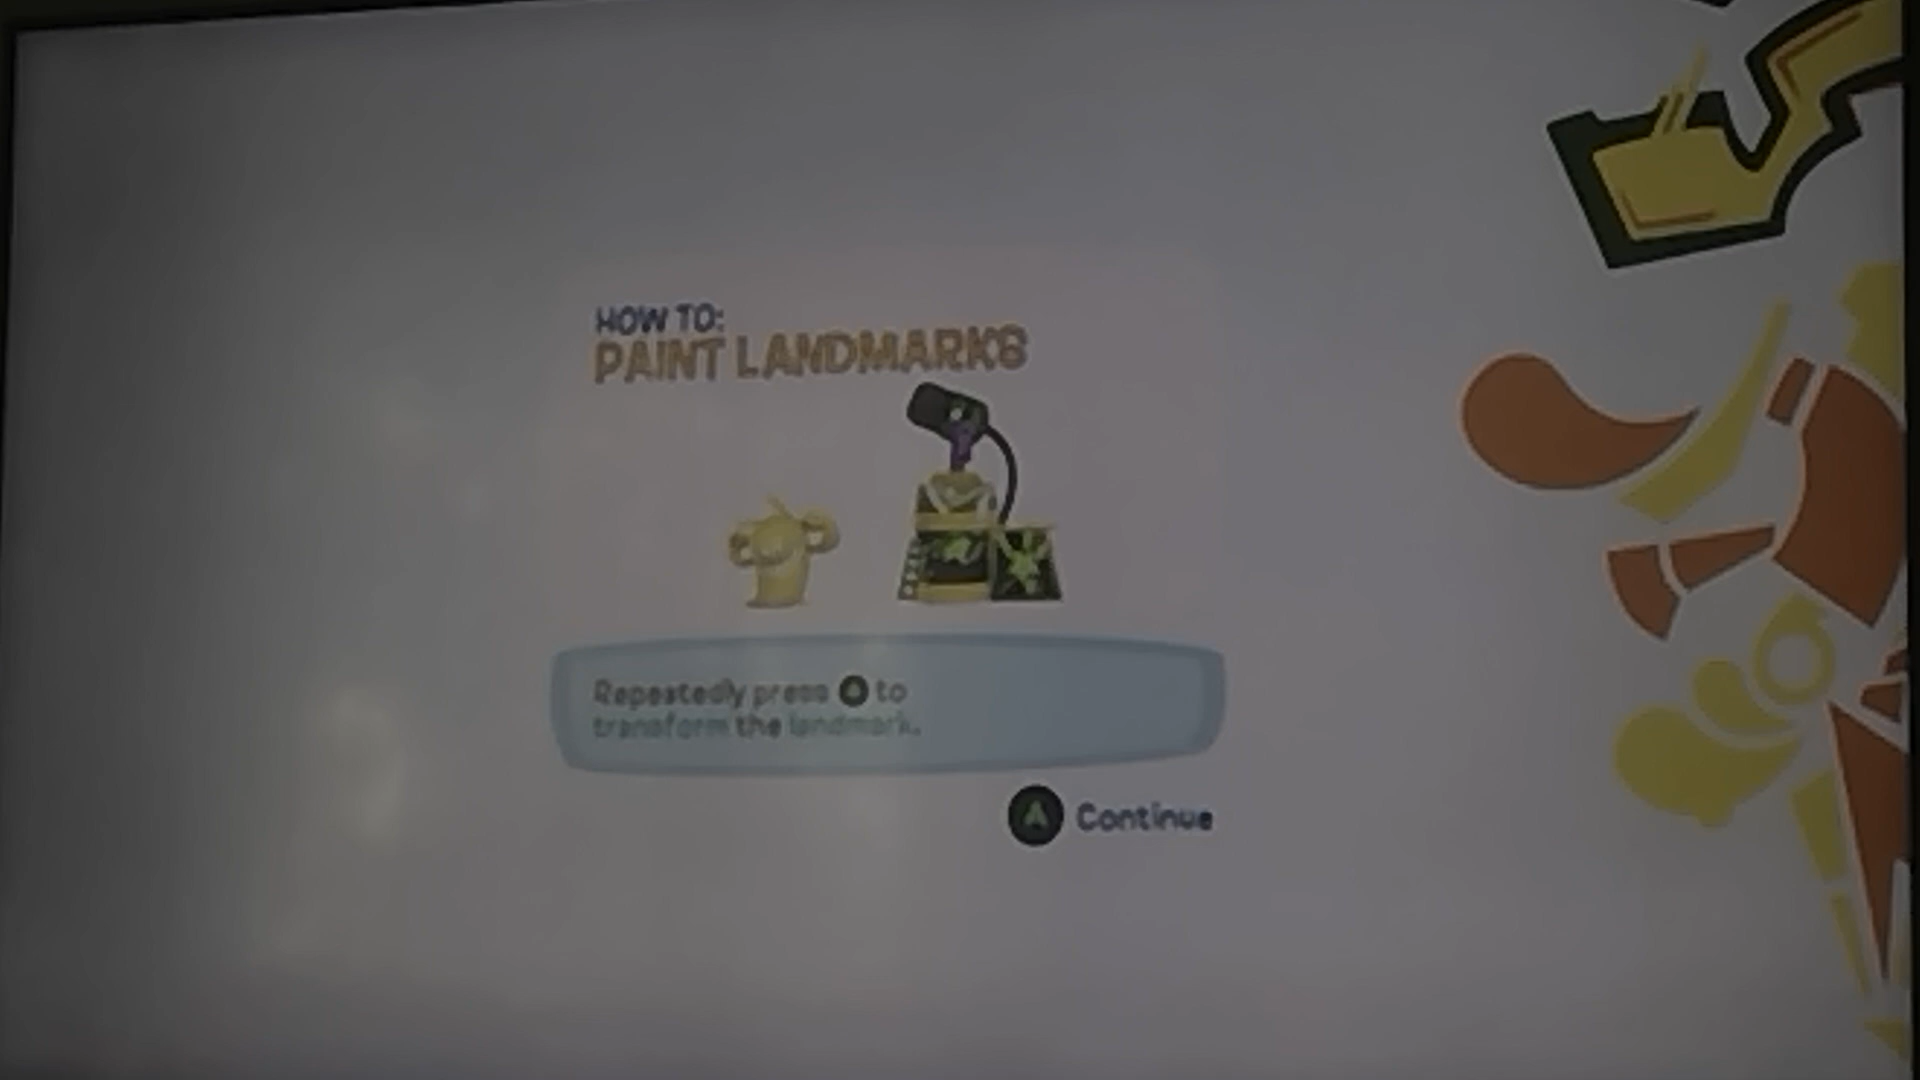 HOW TO:
PAINT LANDMARKS
Repeatedly press A to
transform the landmark.
A Continue